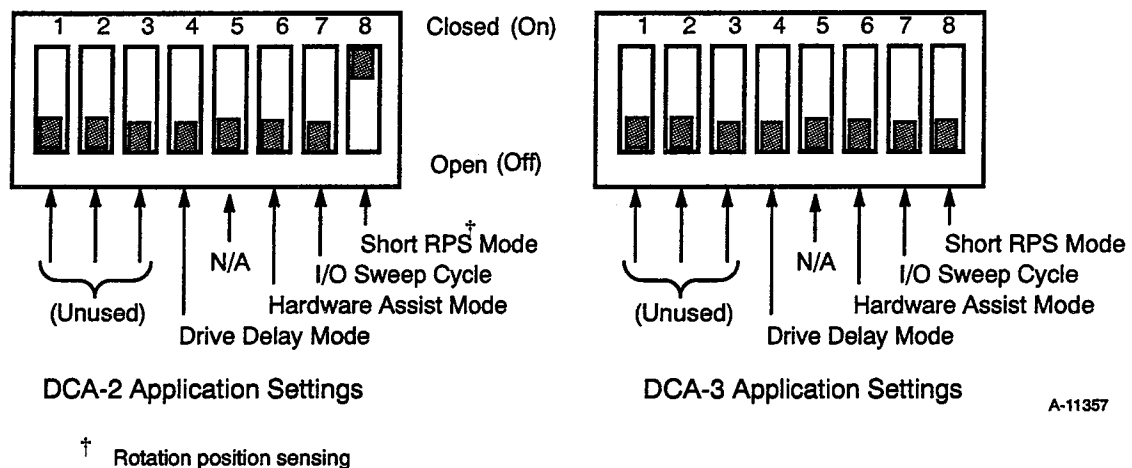 1 2 3 4 5 6 7 8
Closed (On)
Open (Off)
Short RPS† Mode
N/A
I/O Sweep Cycle
(Unused)
Hardware Assist Mode
Drive Delay Mode
DCA-2 Application Settings
1 2 3 4 5 6 7 8
Short RPS Mode
N/A
I/O Sweep Cycle
(Unused)
Hardware Assist Mode
Drive Delay Mode
DCA-3 Application Settings
A-11357
† Rotation position sensing